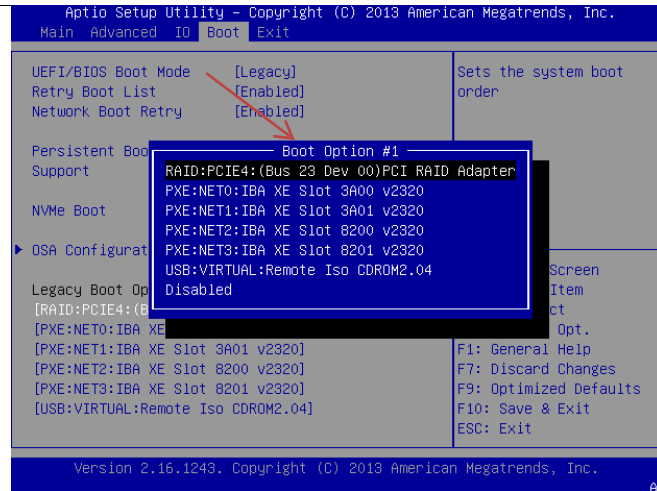 Aptio Setup Utility – Copyright (C) 2013 American Megatrends, Inc.
Main Advanced IO Boot Exit
UEFI/BIOS Boot Mode [Legacy] Sets the system boot
Retry Boot List [Enabled] order
Network Boot Retry [Enabled]
Persistent Boo
Support
NVMe Boot
OSA Configurat
Boot Option #1
RAID:PCIE4:(Bus 23 Dev 00)PCI RAID Adapter
PXE:NET0:IBA XE Slot 3A00 v2320
PXE:NET1:IBA XE Slot 3A01 v2320
PXE:NET2:IBA XE Slot 8200 v2320
PXE:NET3:IBA XE Slot 8201 v2320
USB:VIRTUAL:Remote Iso CDROM2.04
Disabled
Screen
Legacy Boot Op Item
[RAID:PCIE4:(B ct
[PXE:NET0:IBA XE Opt.
[PXE:NET1:IBA XE Slot 3A01 v2320] F1: General Help
[PXE:NET2:IBA XE Slot 8200 v2320] F7: Discard Changes
[PXE:NET3:IBA XE Slot 8201 v2320] F9: Optimized Defaults
[USB:VIRTUAL:Remote Iso CDROM2.04] F10: Save & Exit
ESC: Exit
Version 2.16.1243. Copyright (C) 2013 American Megatrends, Inc.
A